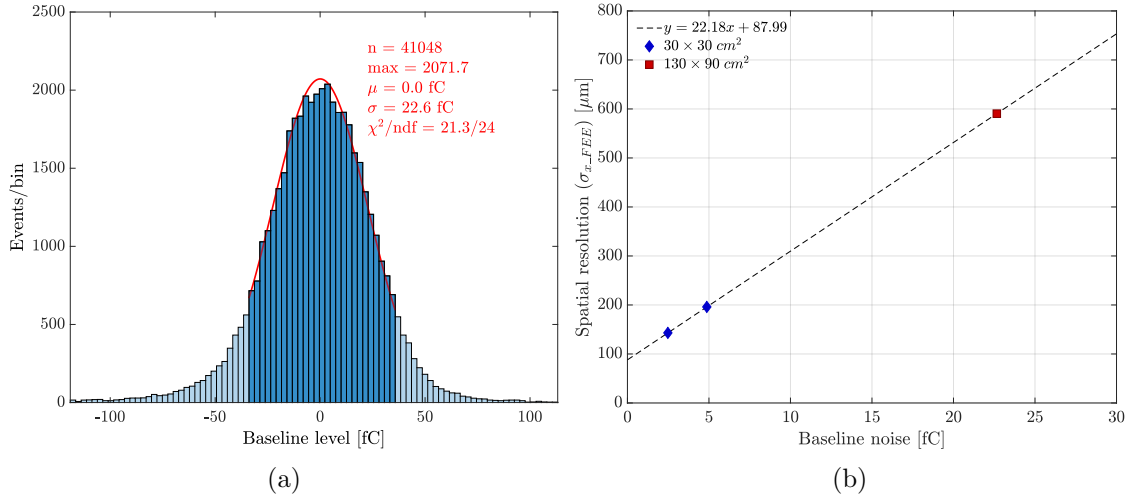 2500
2000
1500
1000
500
0
-100
-50
0
50
100
Events/bin
Baseline level [fC]
n = 41048
max = 2071.7
μ = 0.0 fC
σ = 22.6 fC
χ²/ndf = 21.3/24
(a)
800
700
600
500
400
300
200
100
0
0
5
10
15
20
25
30
Spatial resolution (σx_FEE) [μm]
Baseline noise [fC]
y = 22.18x + 87.99
30 × 30 cm²
130 × 90 cm²
(b)